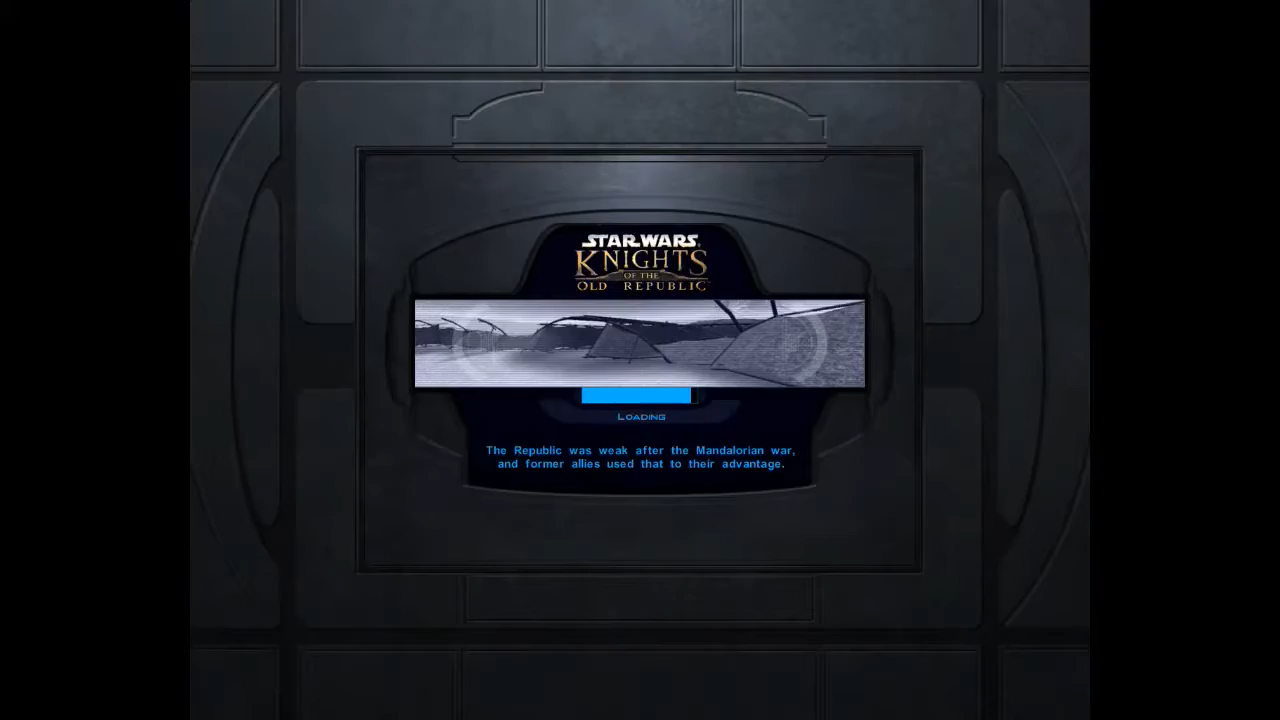 STAR WARS
KNIGHTS
OF THE
OLD REPUBLIC™
LOADING
The Republic was weak after the Mandalorian war,
and former allies used that to their advantage.